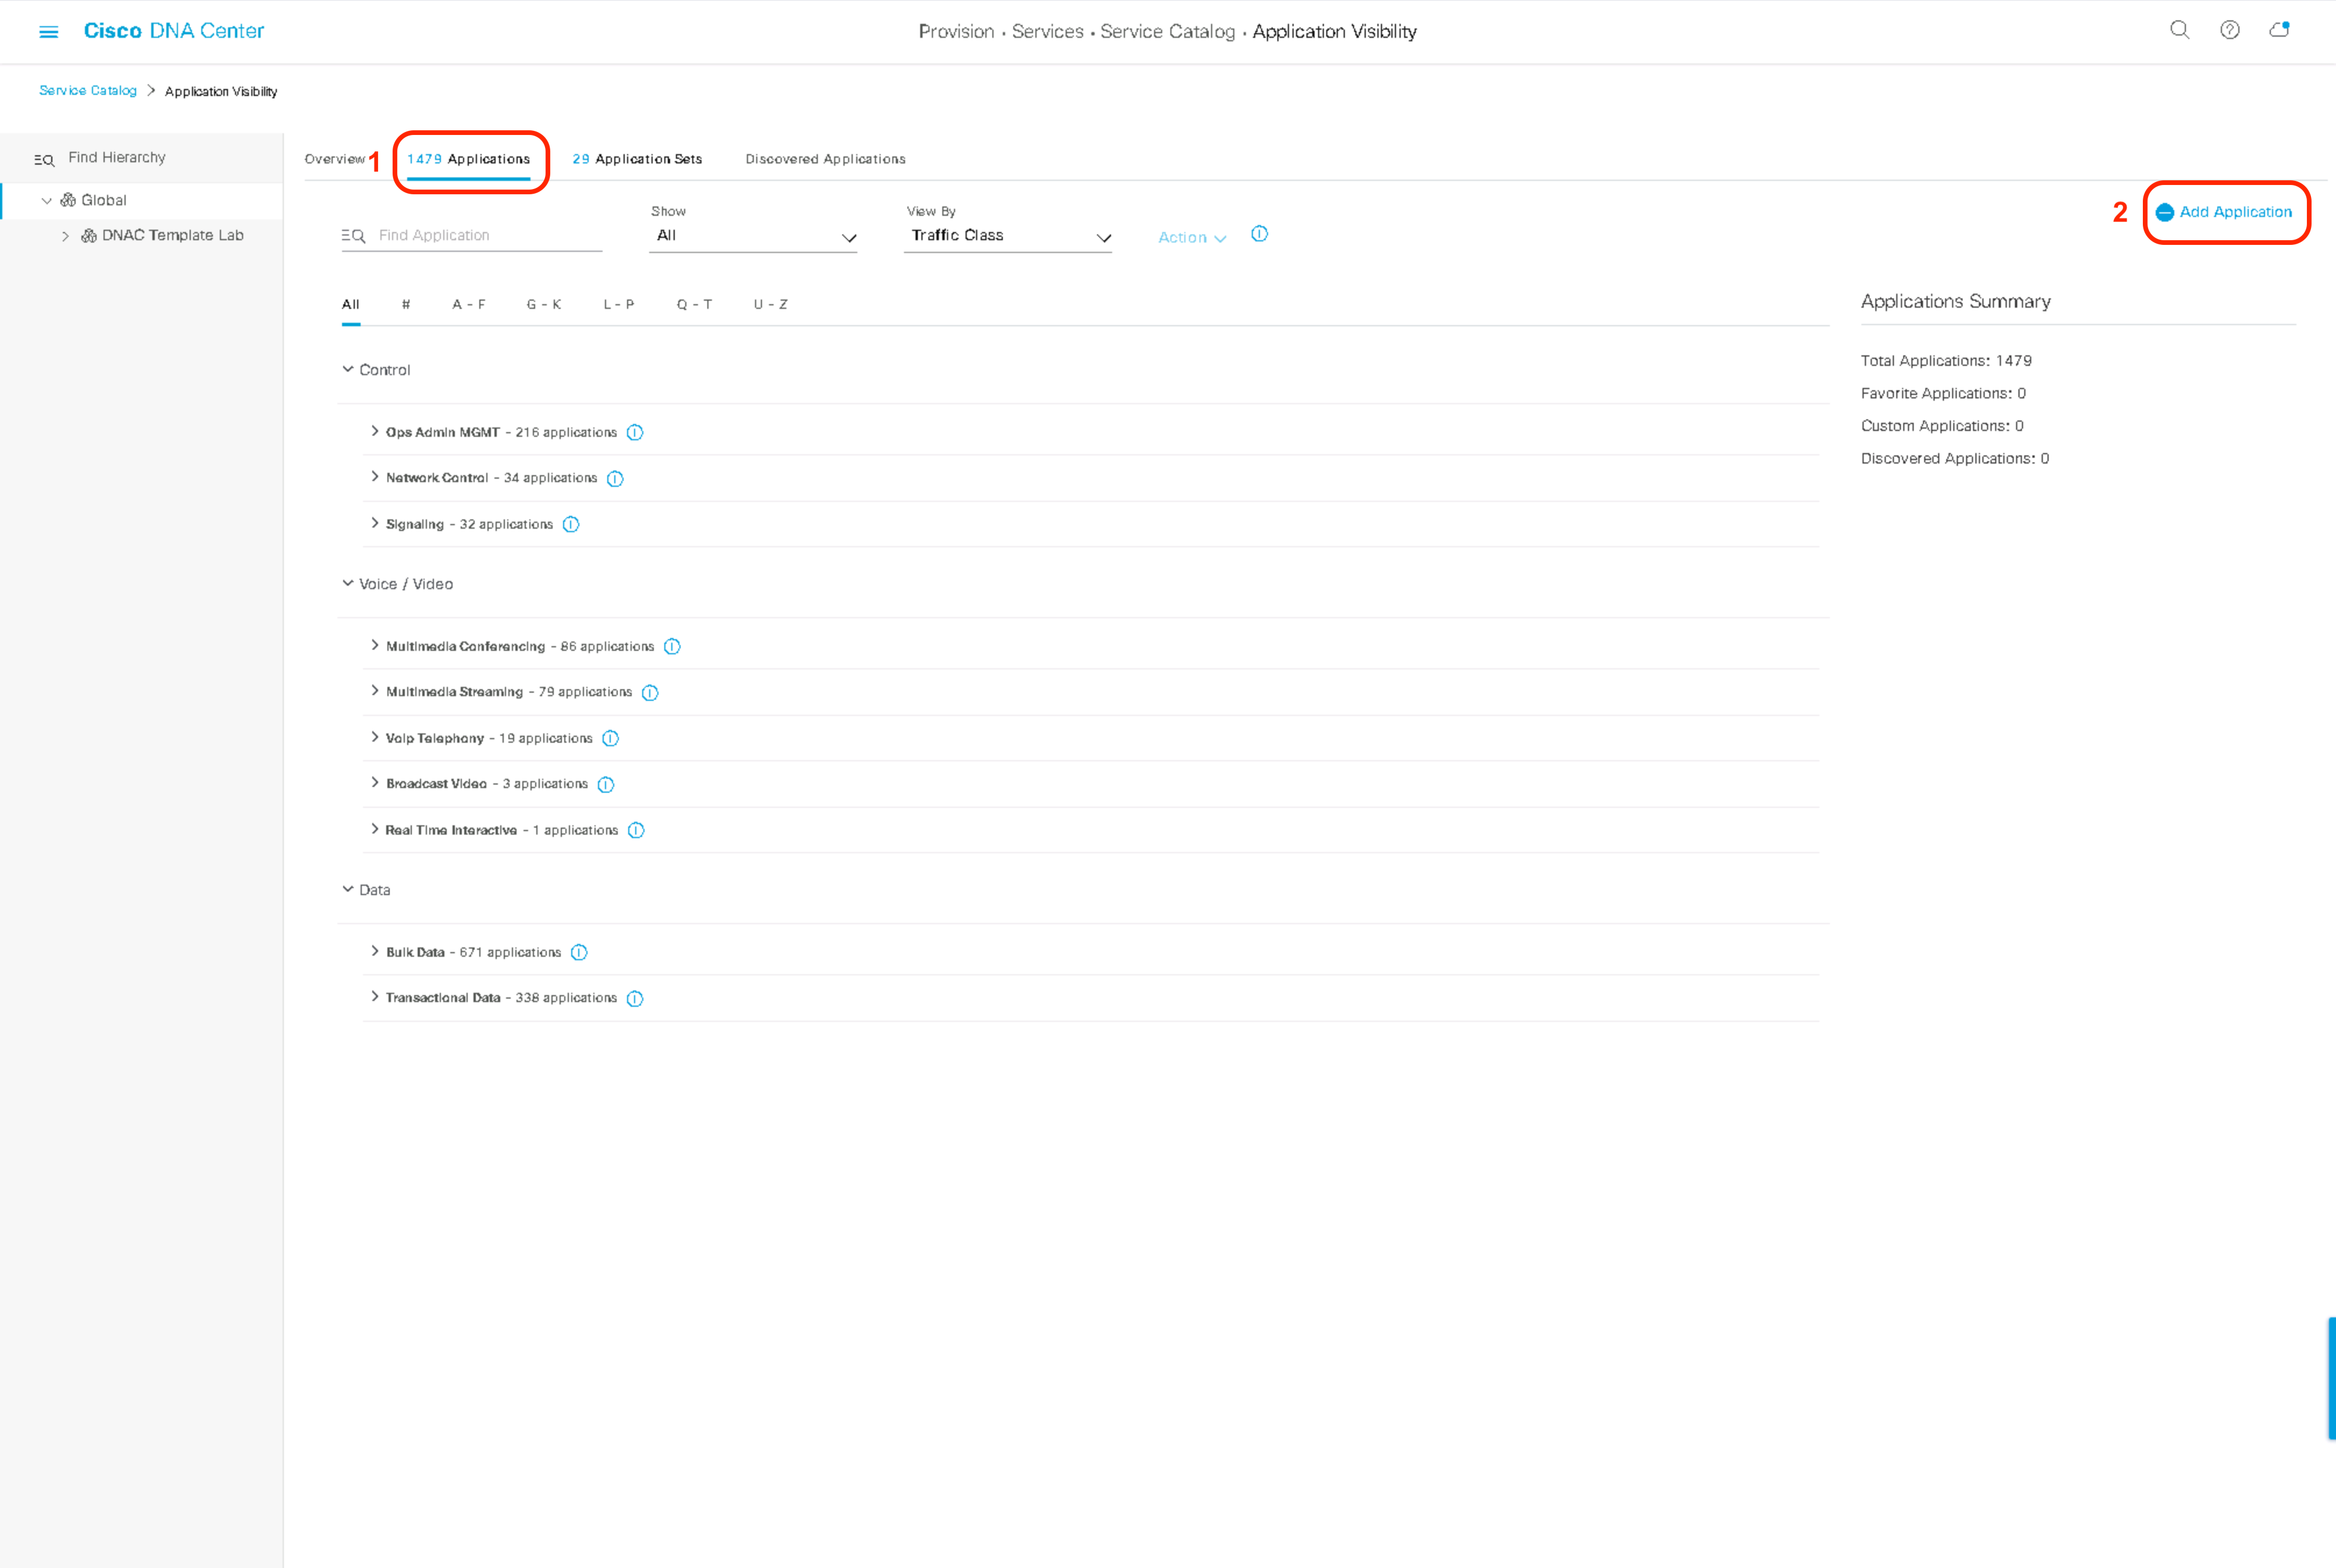 Cisco DNA Center
Provision • Services • Service Catalog • Application Visibility
Service Catalog > Application Visibility
Find Hierarchy
Global
DNAC Template Lab
Overview 1 1479 Applications 29 Application Sets Discovered Applications
2 Add Application
Show
All
View By
Traffic Class
Find Application
Action
All # A - F G - K L - P Q - T U - Z
Control
Ops Admin MGMT - 216 applications
Network Control - 34 applications
Signaling - 32 applications
Voice / Video
Multimedia Conferencing - 86 applications
Multimedia Streaming - 79 applications
Voip Telephony - 19 applications
Broadcast Video - 3 applications
Real Time Interactive - 1 applications
Data
Bulk Data - 671 applications
Transactional Data - 338 applications
Applications Summary
Total Applications: 1479
Favorite Applications: 0
Custom Applications: 0
Discovered Applications: 0